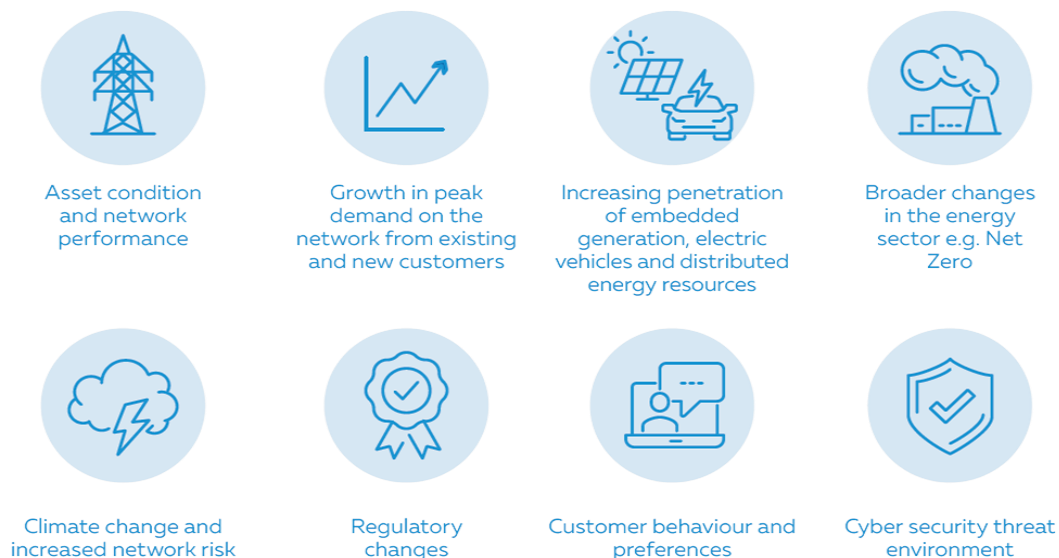 Asset condition
and network
performance
Growth in peak
demand on the
network from existing
and new customers
Increasing penetration
of embedded
generation, electric
vehicles and distributed
energy resources
Broader changes
in the energy
sector e.g. Net
Zero
Climate change and
increased network risk
Regulatory
changes
Customer behaviour and
preferences
Cyber security threat
environment